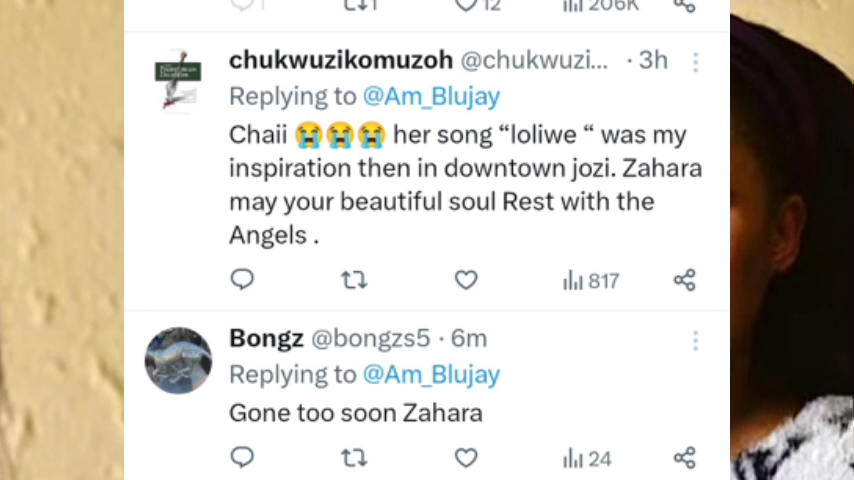 1 1 12 206K
chukwuzikomuzoh @chukwuzi... · 3h
Replying to @Am_Blujay
Chaii 😭😭😭 her song “loliwe “ was my
inspiration then in downtown jozi. Zahara
may your beautiful soul Rest with the
Angels .
817
Bongz @bongzs5 · 6m
Replying to @Am_Blujay
Gone too soon Zahara
24